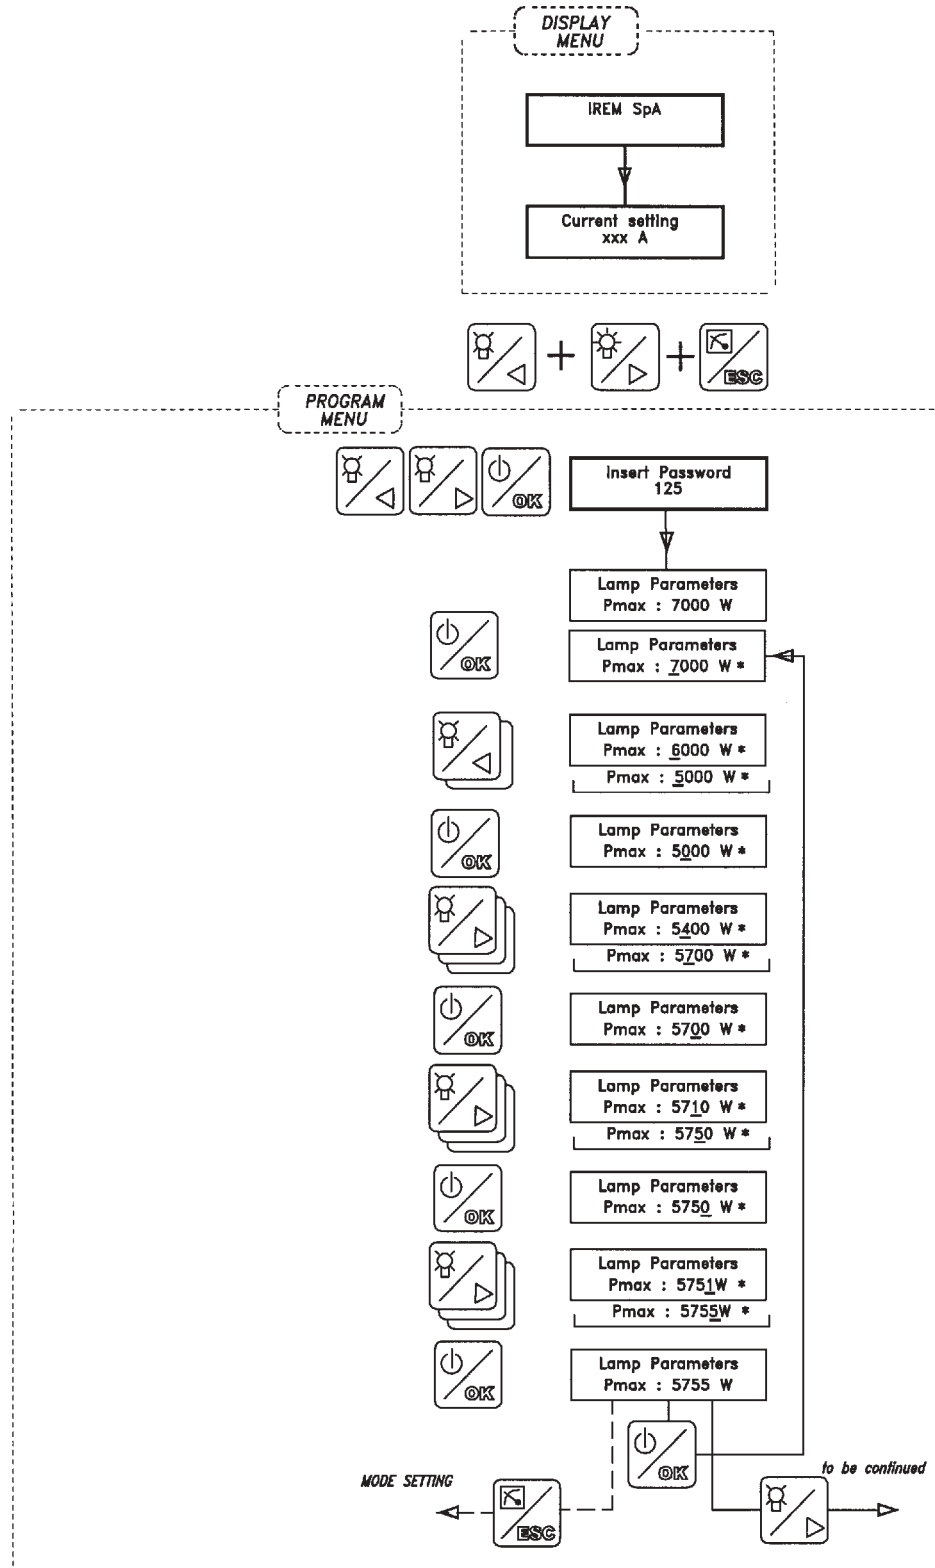 DISPLAY
MENU
IREM SpA
Current setting
xxx A
+ + ESC
PROGRAM
MENU
OK
Insert Password
125
Lamp Parameters
Pmax : 7000 W
OK
Lamp Parameters
Pmax : 7000 W *
Lamp Parameters
Pmax : 6000 W *
Pmax : 5000 W *
OK
Lamp Parameters
Pmax : 5000 W *
Lamp Parameters
Pmax : 5400 W *
Pmax : 5700 W *
OK
Lamp Parameters
Pmax : 5700 W *
Lamp Parameters
Pmax : 5710 W *
Pmax : 5750 W *
OK
Lamp Parameters
Pmax : 5750 W *
Lamp Parameters
Pmax : 5751W *
Pmax : 5755W *
OK
Lamp Parameters
Pmax : 5755 W
OK
MODE SETTING
to be continued
ESC